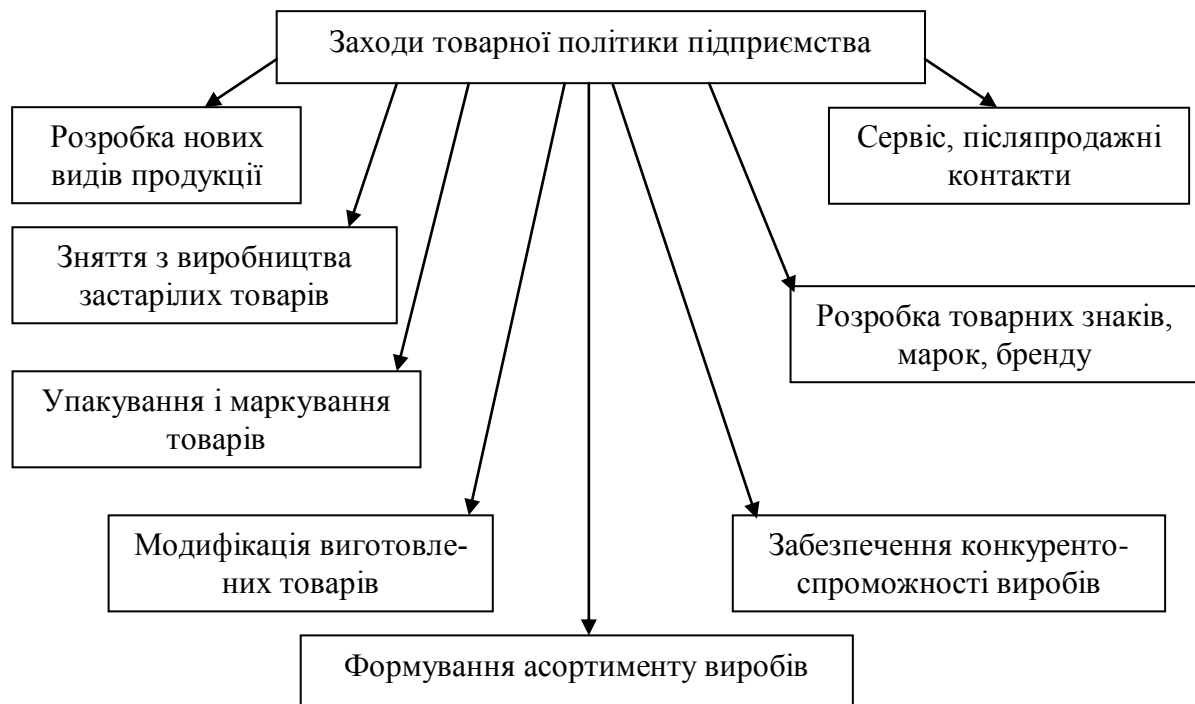 Заходи товарної політики підприємства
Розробка нових
видів продукції
Сервіс, післяпродажні
контакти
Зняття з виробництва
застарілих товарів
Розробка товарних знаків,
марок, бренду
Упакування і маркування
товарів
Модифікація виготовле-
них товарів
Забезпечення конкуренто-
спроможності виробів
Формування асортименту виробів